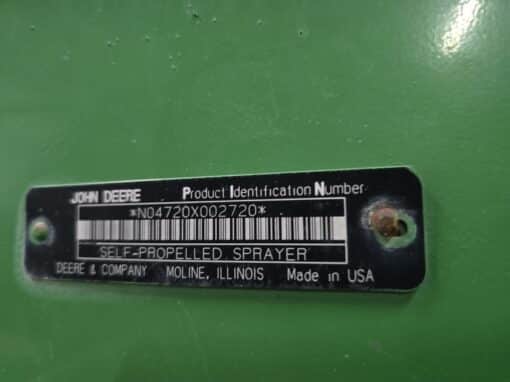 JOHN DEERE Product Identification Number
*N04720X002720*
SELF-PROPELLED SPRAYER
DEERE & COMPANY MOLINE, ILLINOIS Made in USA